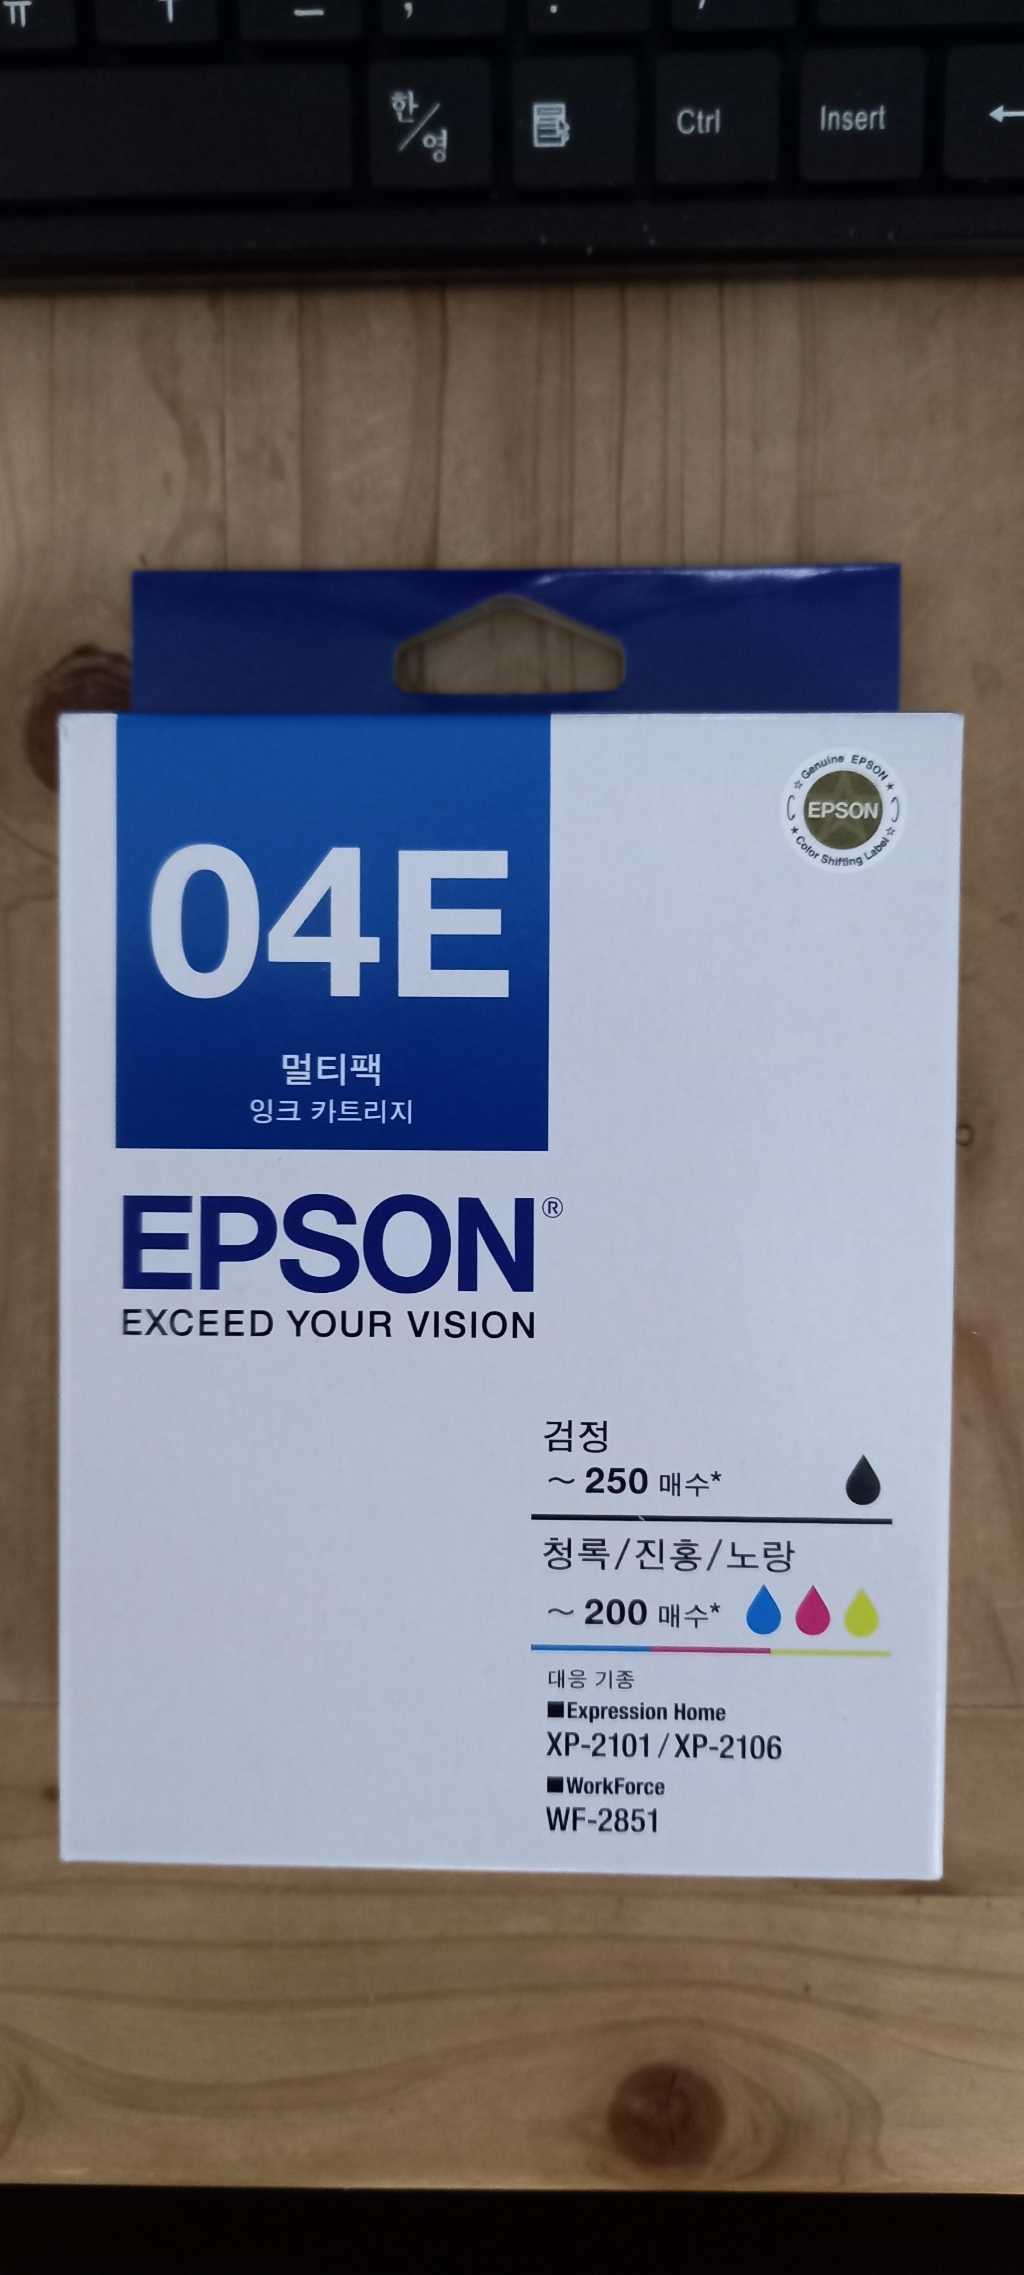 ㅠ ㅜ ㅡ , . /
한/영 Ctrl Insert ←
04E
멀티팩
잉크 카트리지
☆ Genuine EPSON ★
EPSON
★ Color Shifting Label ☆
EPSON®
EXCEED YOUR VISION
검정
~ 250 매수*
청록/진홍/노랑
~ 200 매수*
대응 기종
■Expression Home
XP-2101 / XP-2106
■WorkForce
WF-2851